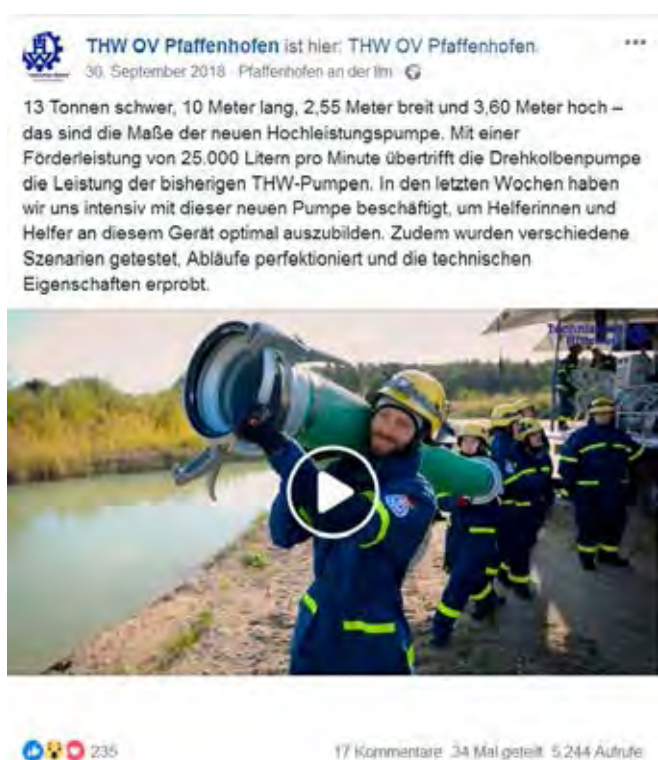 THW OV Pfaffenhofen ist hier: THW OV Pfaffenhofen.
30. September 2018 · Pfaffenhofen an der Ilm ·
13 Tonnen schwer, 10 Meter lang, 2,55 Meter breit und 3,60 Meter hoch –
das sind die Maße der neuen Hochleistungspumpe. Mit einer
Förderleistung von 25.000 Litern pro Minute übertrifft die Drehkolbenpumpe
die Leistung der bisherigen THW-Pumpen. In den letzten Wochen haben
wir uns intensiv mit dieser neuen Pumpe beschäftigt, um Helferinnen und
Helfer an diesem Gerät optimal auszubilden. Zudem wurden verschiedene
Szenarien getestet, Abläufe perfektioniert und die technischen
Eigenschaften erprobt.
Technisches
Hilfswerk
235
17 Kommentare 34 Mal geteilt 5.244 Aufrufe